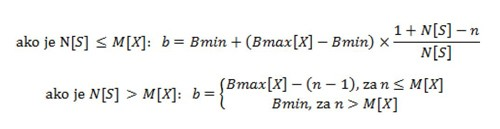 ako je N[S] ≤ M[X]: b = Bmin + (Bmax[X] − Bmin) × (1 + N[S] − n) / N[S]
ako je N[S] > M[X]: b = { Bmax[X] − (n − 1), za n ≤ M[X]
Bmin, za n > M[X]